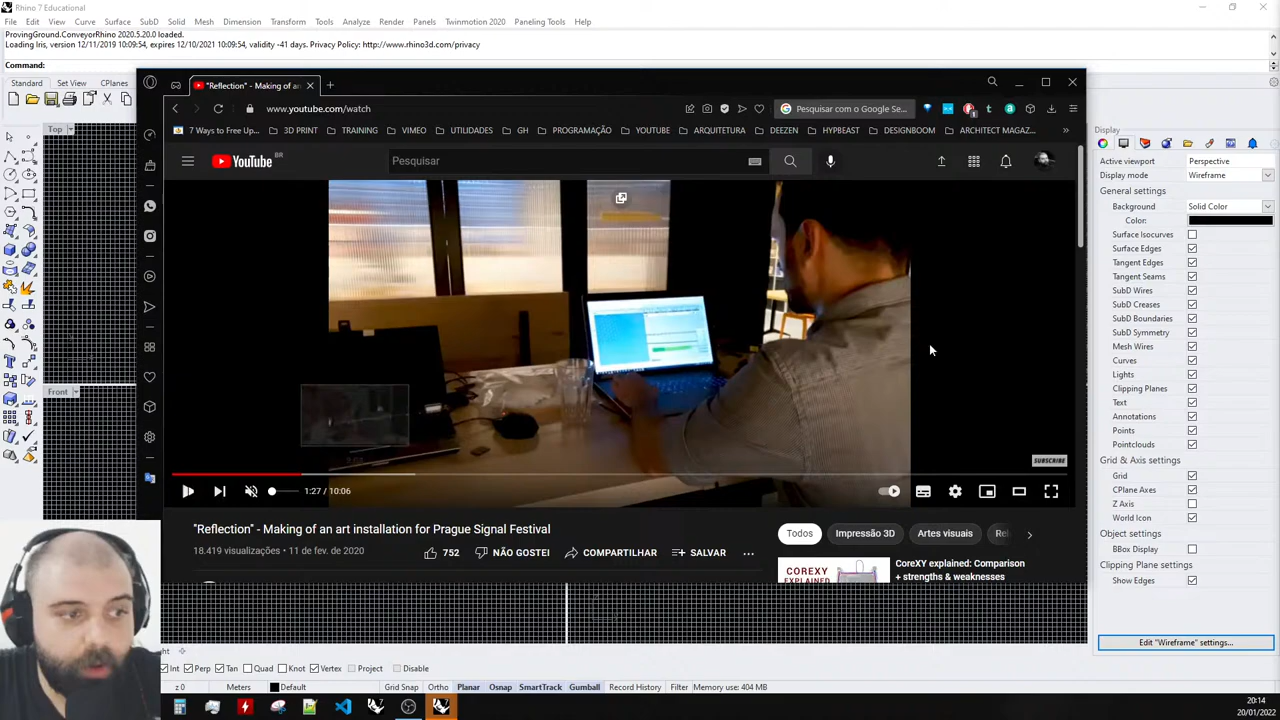 Rhino 7 Educational
File Edit View Curve Surface SubD Solid Mesh Dimension Transform Tools Analyze Render Panels Twinmotion 2020 Paneling Tools Help
ProvingGround.ConveyorRhino 2020.5.20.0 loaded.
Loading Iris, version 12/11/2019 10:09:54, expires 12/10/2021 10:09:54, validity -41 days. Privacy Policy: http://www.rhino3d.com/privacy
Command:
Standard Set View CPlanes
"Reflection" - Making of an
www.youtube.com/watch
Pesquisar com o Google Se...
7 Ways to Free Up... 3D PRINT TRAINING VIMEO UTILIDADES GH PROGRAMAÇÃO YOUTUBE ARQUITETURA DEEZEN HYPBEAST DESIGNBOOM ARCHITECT MAGAZ...
YouTube BR
Pesquisar
SUBSCRIBE
1:27 / 10:06
"Reflection" - Making of an art installation for Prague Signal Festival
18.419 visualizações • 11 de fev. de 2020
752 NÃO GOSTEI COMPARTILHAR SALVAR
Todos Impressão 3D Artes visuais Rel
COREXY
EXPLAINED
CoreXY explained: Comparison
+ strengths & weaknesses
Top
Front
Display
Active viewport Perspective
Display mode Wireframe
General settings
Background Solid Color
Color:
Surface Isocurves
Surface Edges
Tangent Edges
Tangent Seams
SubD Wires
SubD Creases
SubD Boundaries
SubD Symmetry
Mesh Wires
Curves
Lights
Clipping Planes
Text
Annotations
Points
Pointclouds
Grid & Axis settings
Grid
CPlane Axes
Z Axis
World Icon
Object settings
BBox Display
Clipping Plane settings
Show Edges
Edit "Wireframe" settings...
ght
Int Perp Tan Quad Knot Vertex Project Disable
z 0 Meters Default Grid Snap Ortho Planar Osnap SmartTrack Gumball Record History Filter Memory use: 404 MB
20:14
20/01/2022